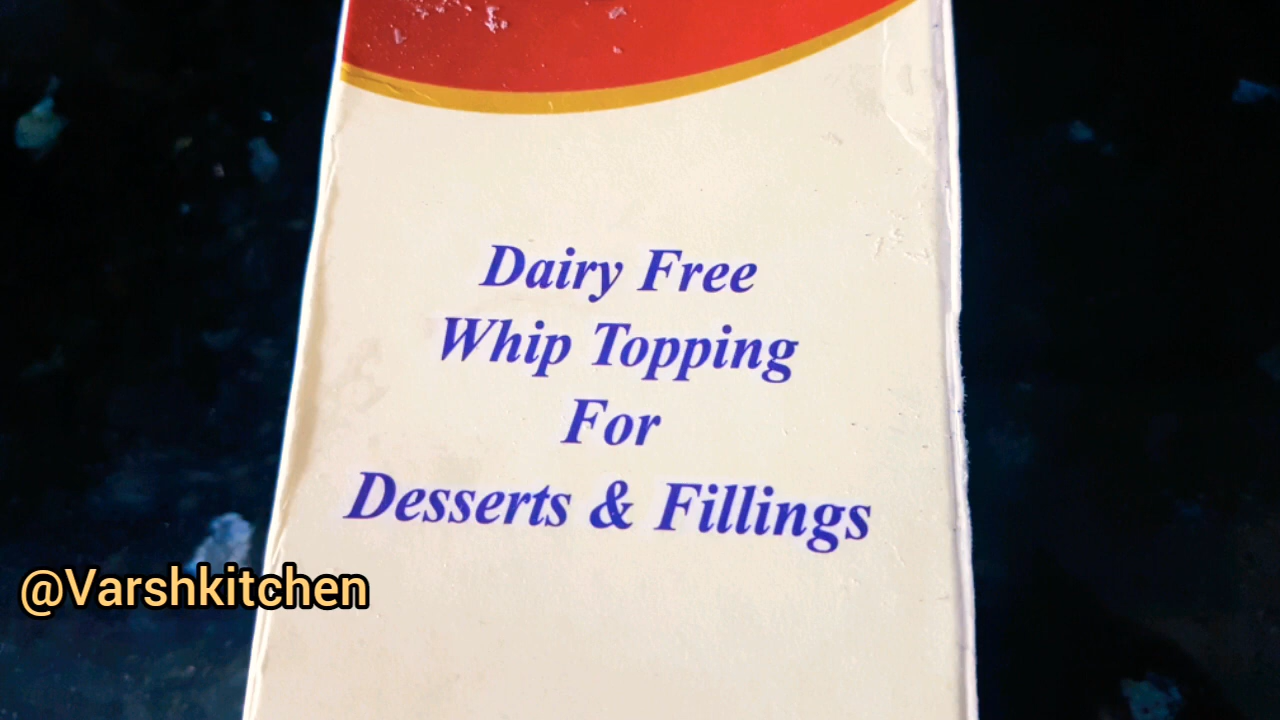 Dairy Free
Whip Topping
For
Desserts & Fillings
@Varshkitchen